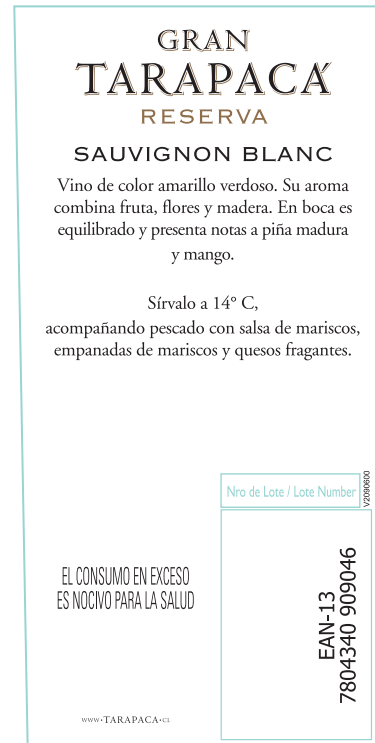 GRAN
TARAPACÁ
RESERVA
SAUVIGNON BLANC
Vino de color amarillo verdoso. Su aroma
combina fruta, flores y madera. En boca es
equilibrado y presenta notas a piña madura
y mango.
Sírvalo a 14° C,
acompañando pescado con salsa de mariscos,
empanadas de mariscos y quesos fragantes.
Nro de Lote / Lote Number
V2090600
EL CONSUMO EN EXCESO
ES NOCIVO PARA LA SALUD
EAN-13
7804340 909046
WWW•TARAPACA•CL